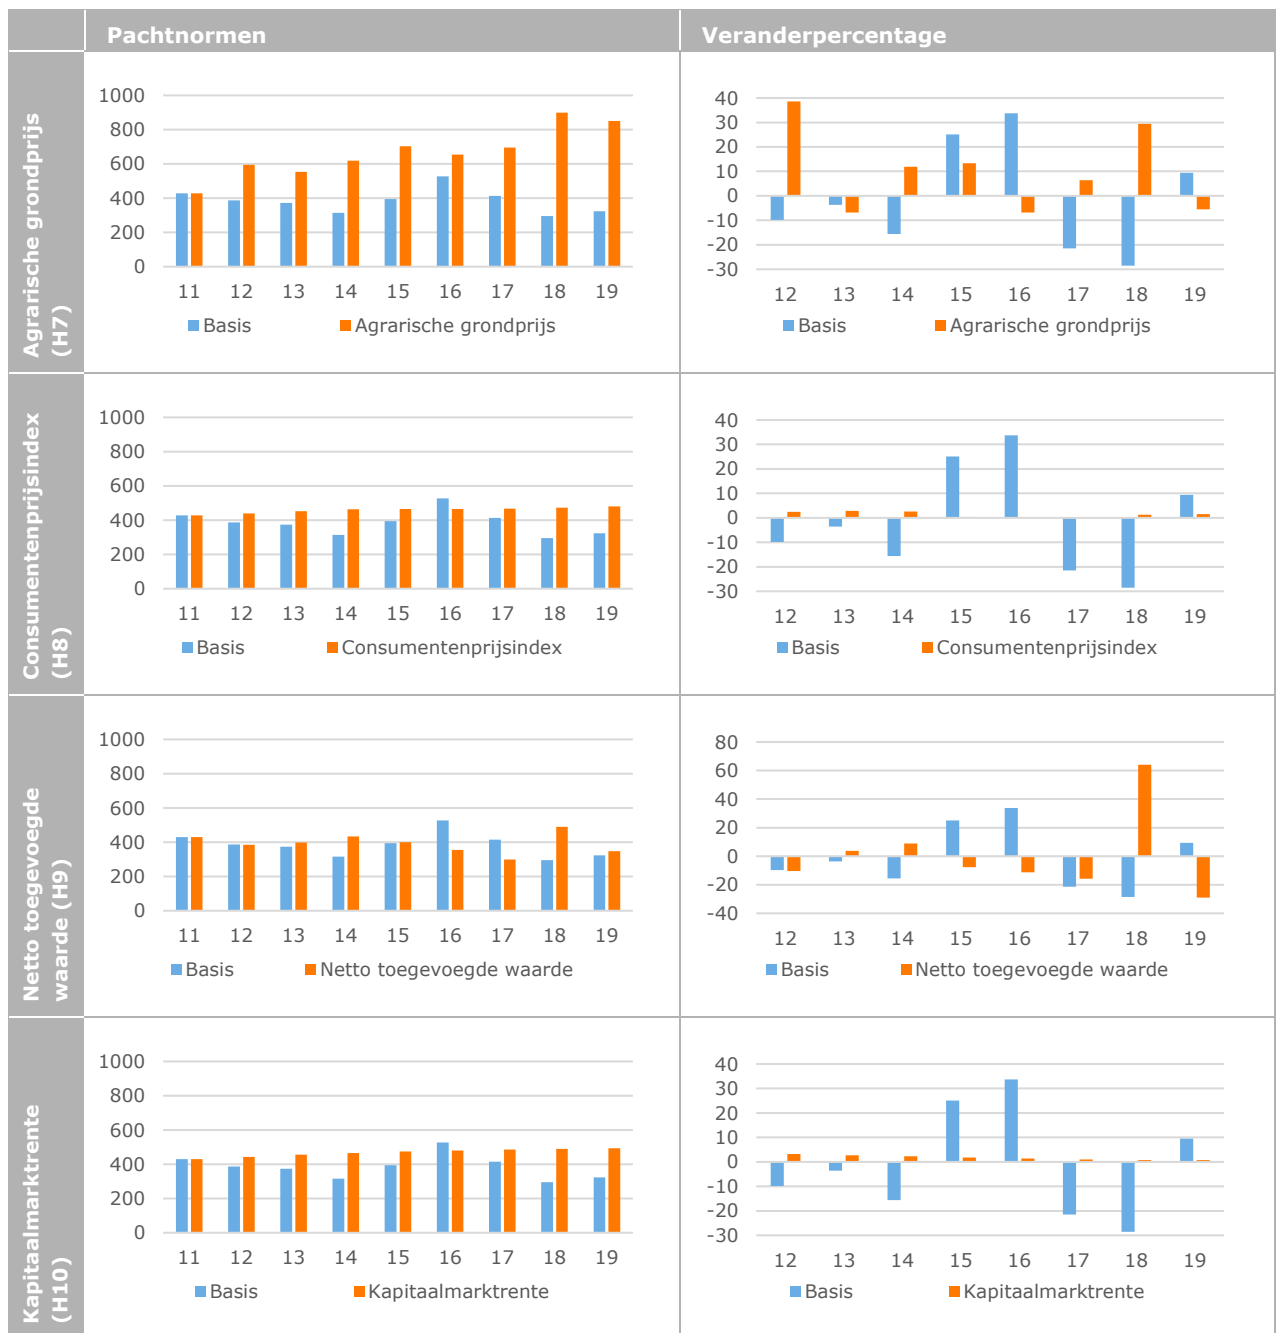 Pachtnormen
Veranderpercentage
Agrarische grondprijs
(H7)
1000
800
600
400
200
0
11 12 13 14 15 16 17 18 19
Basis Agrarische grondprijs
40
30
20
10
0
-10
-20
-30
12 13 14 15 16 17 18 19
Basis Agrarische grondprijs
Consumentenprijsindex
(H8)
1000
800
600
400
200
0
11 12 13 14 15 16 17 18 19
Basis Consumentenprijsindex
40
30
20
10
0
-10
-20
-30
12 13 14 15 16 17 18 19
Basis Consumentenprijsindex
Netto toegevoegde
waarde (H9)
1000
800
600
400
200
0
11 12 13 14 15 16 17 18 19
Basis Netto toegevoegde waarde
80
60
40
20
0
-20
-40
12 13 14 15 16 17 18 19
Basis Netto toegevoegde waarde
Kapitaalmarktrente
(H10)
1000
800
600
400
200
0
11 12 13 14 15 16 17 18 19
Basis Kapitaalmarktrente
40
30
20
10
0
-10
-20
-30
12 13 14 15 16 17 18 19
Basis Kapitaalmarktrente